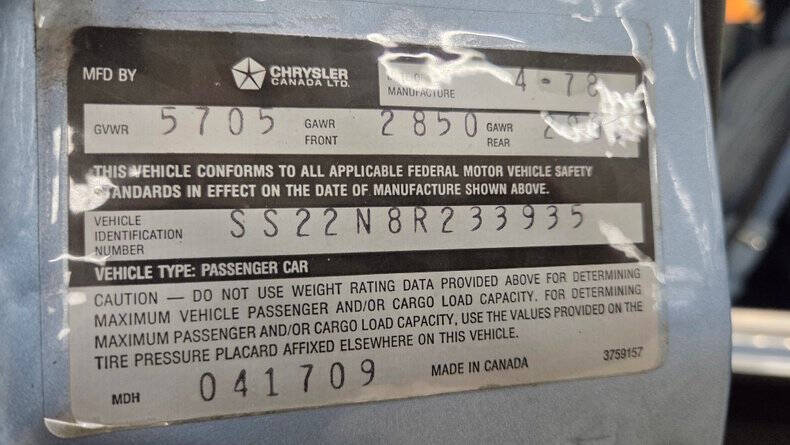 MFD BY CHRYSLER CANADA LTD. MANUFACTURE 4-78
GVWR 5705 GAWR FRONT 2850 GAWR REAR
THIS VEHICLE CONFORMS TO ALL APPLICABLE FEDERAL MOTOR VEHICLE SAFETY
STANDARDS IN EFFECT ON THE DATE OF MANUFACTURE SHOWN ABOVE.
VEHICLE IDENTIFICATION NUMBER SS22N8R233935
VEHICLE TYPE: PASSENGER CAR
CAUTION — DO NOT USE WEIGHT RATING DATA PROVIDED ABOVE FOR DETERMINING
MAXIMUM VEHICLE PASSENGER AND/OR CARGO LOAD CAPACITY. FOR DETERMINING
MAXIMUM PASSENGER AND/OR CARGO LOAD CAPACITY, USE THE VALUES PROVIDED ON THE
TIRE PRESSURE PLACARD AFFIXED ELSEWHERE ON THIS VEHICLE.
MDH 041709 MADE IN CANADA 3759157